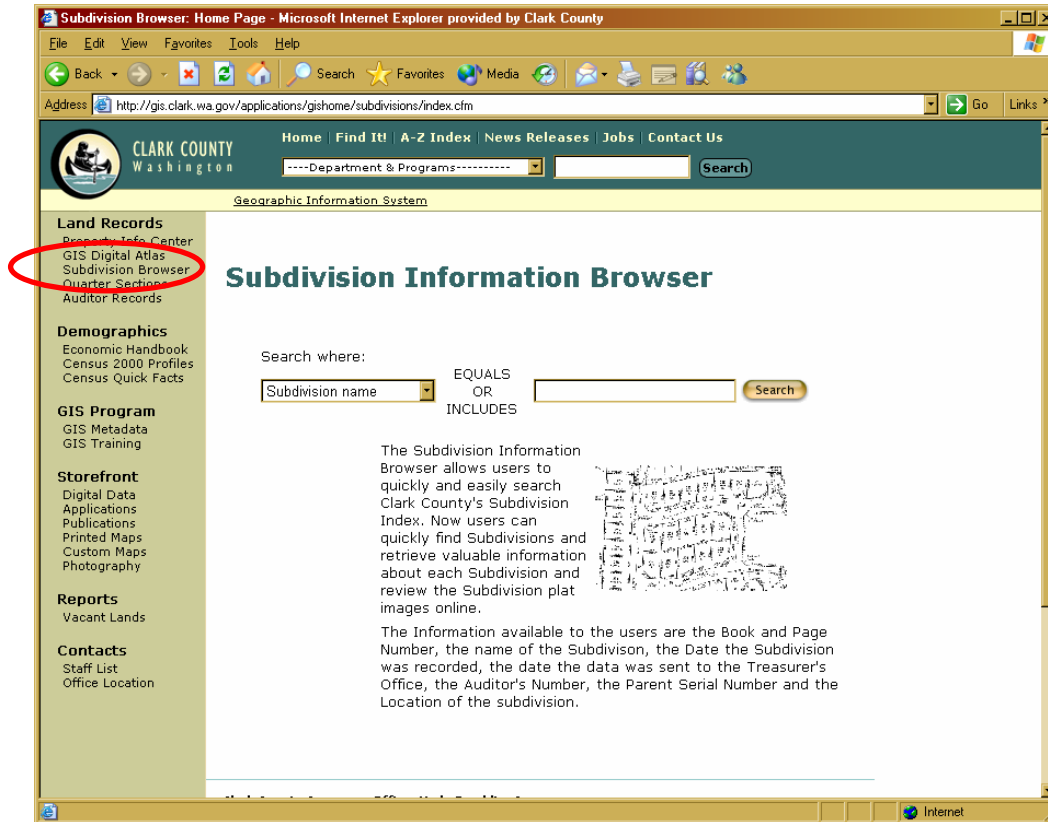 Subdivision Browser: Home Page - Microsoft Internet Explorer provided by Clark County
File Edit View Favorites Tools Help
Back Search Favorites Media
Address http://gis.clark.wa.gov/applications/gishome/subdivisions/index.cfm Go Links »
CLARK COUNTY
Washington
Home | Find It! | A-Z Index | News Releases | Jobs | Contact Us
----Department & Programs---------- Search
Geographic Information System
Land Records
Property Info Center
GIS Digital Atlas
Subdivision Browser
Quarter Sections
Auditor Records
Demographics
Economic Handbook
Census 2000 Profiles
Census Quick Facts
GIS Program
GIS Metadata
GIS Training
Storefront
Digital Data
Applications
Publications
Printed Maps
Custom Maps
Photography
Reports
Vacant Lands
Contacts
Staff List
Office Location
Subdivision Information Browser
Search where:
Subdivision name
EQUALS
OR
INCLUDES
Search
The Subdivision Information
Browser allows users to
quickly and easily search
Clark County's Subdivision
Index. Now users can
quickly find Subdivisions and
retrieve valuable information
about each Subdivision and
review the Subdivision plat
images online.
The Information available to the users are the Book and Page
Number, the name of the Subdivison, the Date the Subdivision
was recorded, the date the data was sent to the Treasurer's
Office, the Auditor's Number, the Parent Serial Number and the
Location of the subdivision.
Internet